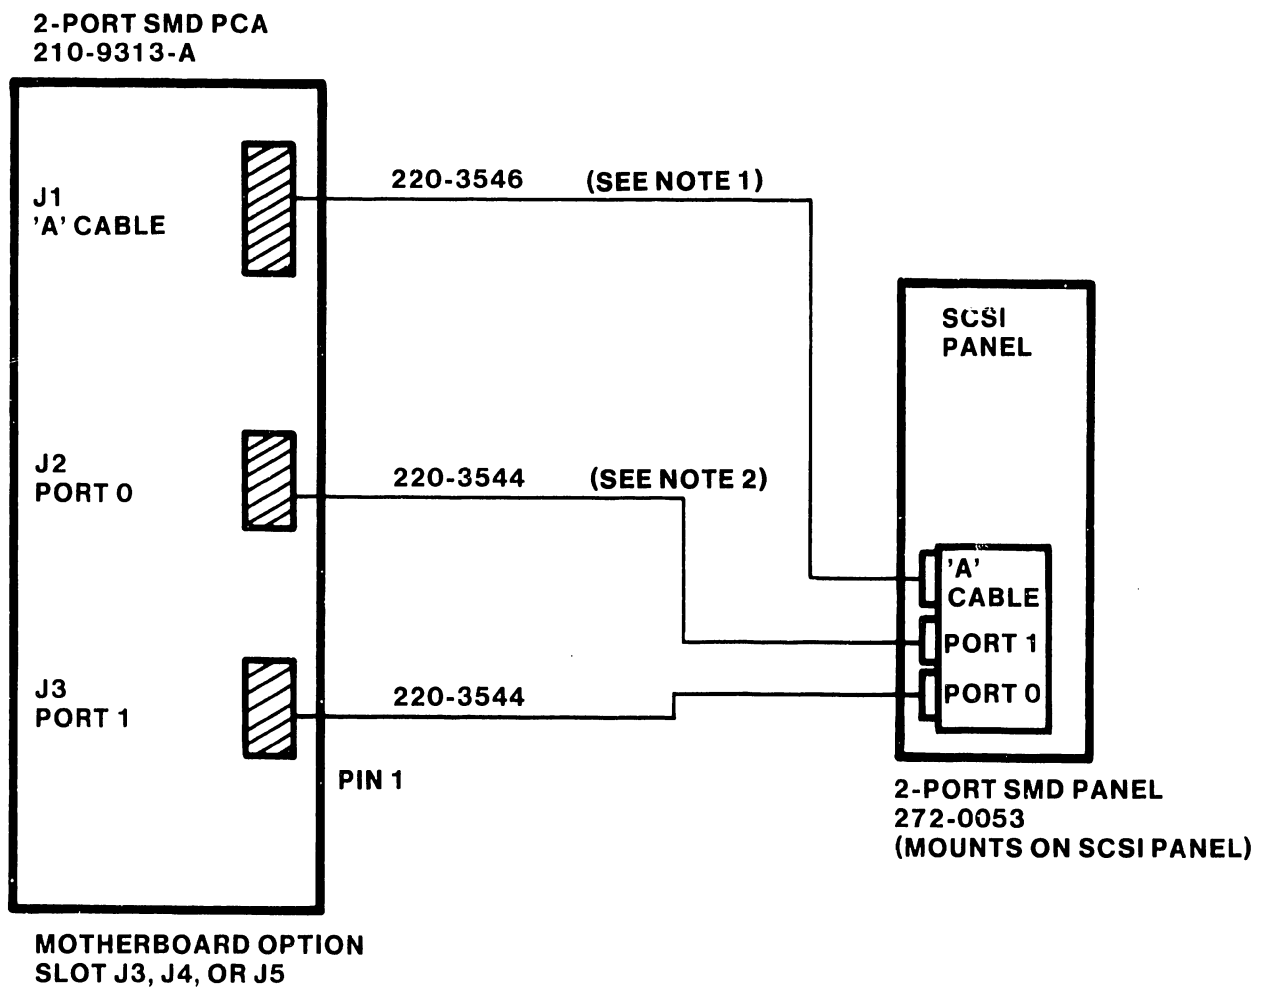 2-PORT SMD PCA
210-9313-A
J1
'A' CABLE
220-3546 (SEE NOTE 1)
SCSI
PANEL
J2
PORT 0
220-3544 (SEE NOTE 2)
'A'
CABLE
PORT 1
PORT 0
J3
PORT 1
220-3544
PIN 1
2-PORT SMD PANEL
272-0053
(MOUNTS ON SCSI PANEL)
MOTHERBOARD OPTION
SLOT J3, J4, OR J5